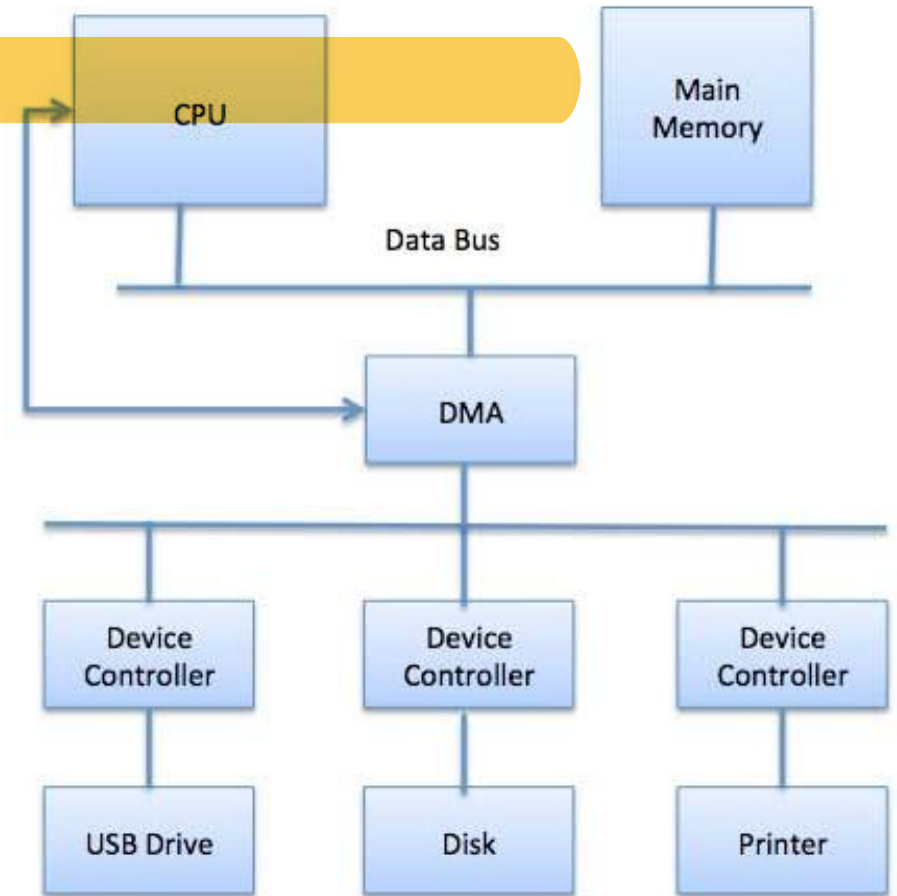 CPU
Main
Memory
Data Bus
DMA
Device
Controller
Device
Controller
Device
Controller
USB Drive
Disk
Printer